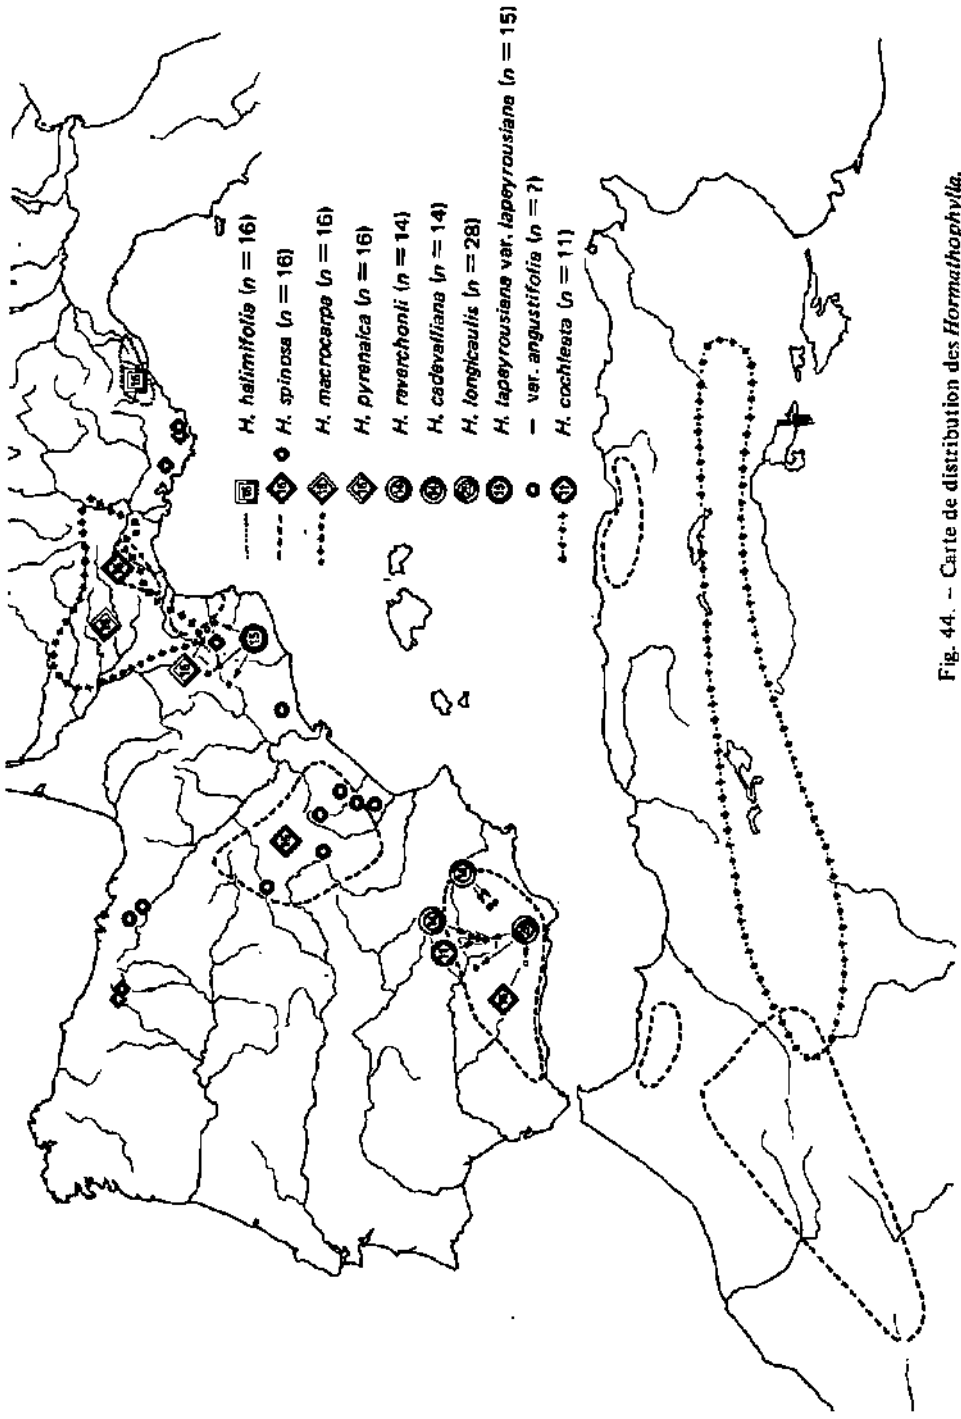 H. halimifolia (n = 16)
H. spinosa (n = 16)
H. macrocarpa (n = 16)
H. pyrenaica (n = 16)
H. reverchonli (n = 14)
H. cadevalliana (n = 14)
H. longicaulis (n = 28)
H. lapeyrousiana var. lapeyrousiana (n = 15)
– var. angustifolia (n = ?)
H. cochleata (n = 11)
Fig. 44. – Carte de distribution des Hormathophylla.